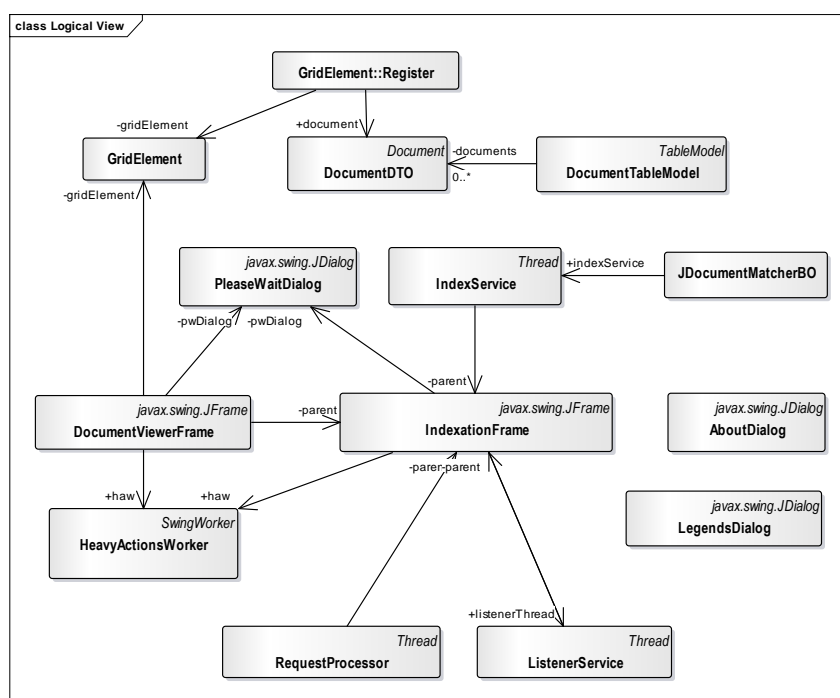 class Logical View
GridElement::Register
-gridElement
+document
GridElement
Document
DocumentDTO
-documents
0..*
TableModel
DocumentTableModel
-gridElement
javax.swing.JDialog
PleaseWaitDialog
Thread
IndexService
+indexService
JDocumentMatcherBO
-pwDialog
-pwDialog
-parent
javax.swing.JFrame
DocumentViewerFrame
-parent
javax.swing.JFrame
IndexationFrame
javax.swing.JDialog
AboutDialog
+haw
+haw
-parent
-parent
javax.swing.JDialog
LegendsDialog
SwingWorker
HeavyActionsWorker
+listenerThread
Thread
RequestProcessor
Thread
ListenerService